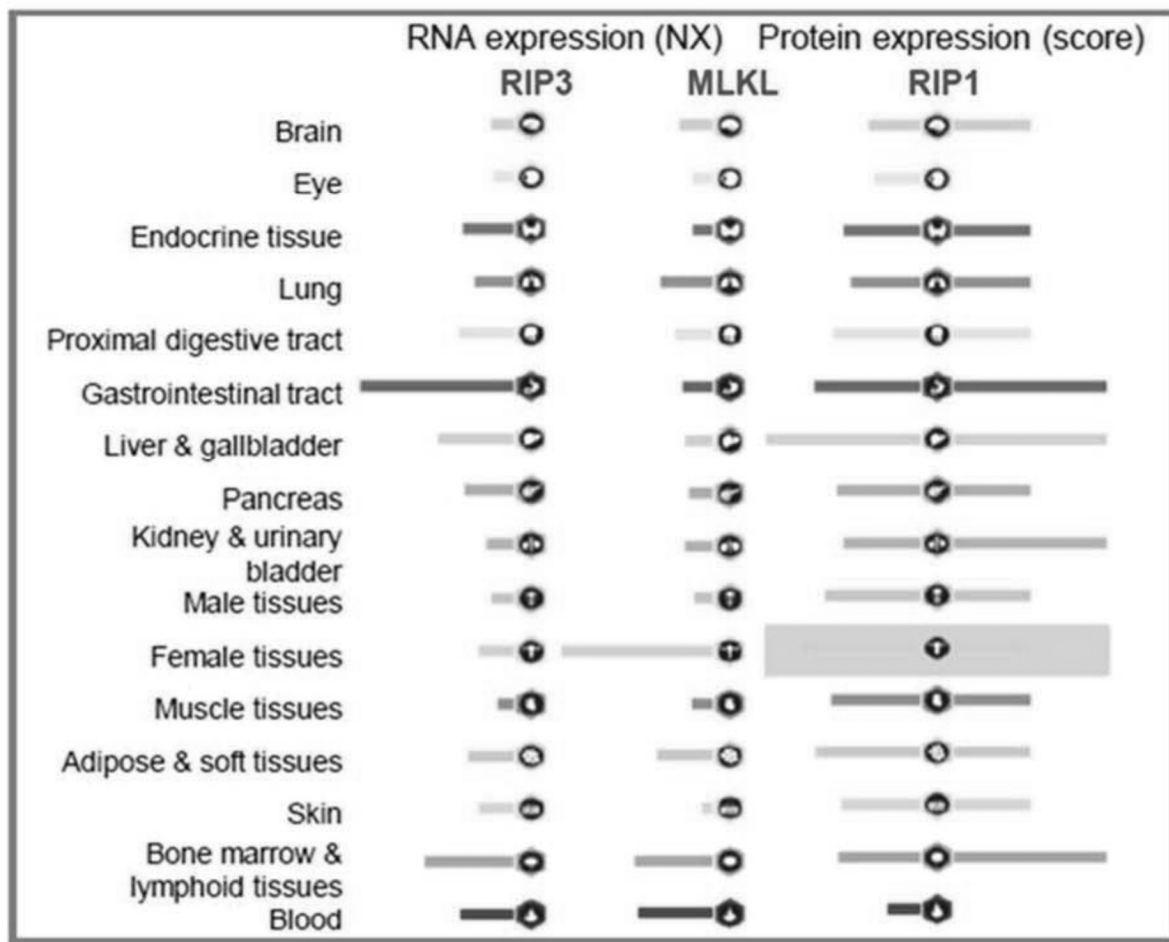 RNA expression (NX) Protein expression (score)
RIP3 MLKL RIP1
Brain
Eye
Endocrine tissue
Lung
Proximal digestive tract
Gastrointestinal tract
Liver & gallbladder
Pancreas
Kidney & urinary
bladder
Male tissues
Female tissues
Muscle tissues
Adipose & soft tissues
Skin
Bone marrow &
lymphoid tissues
Blood